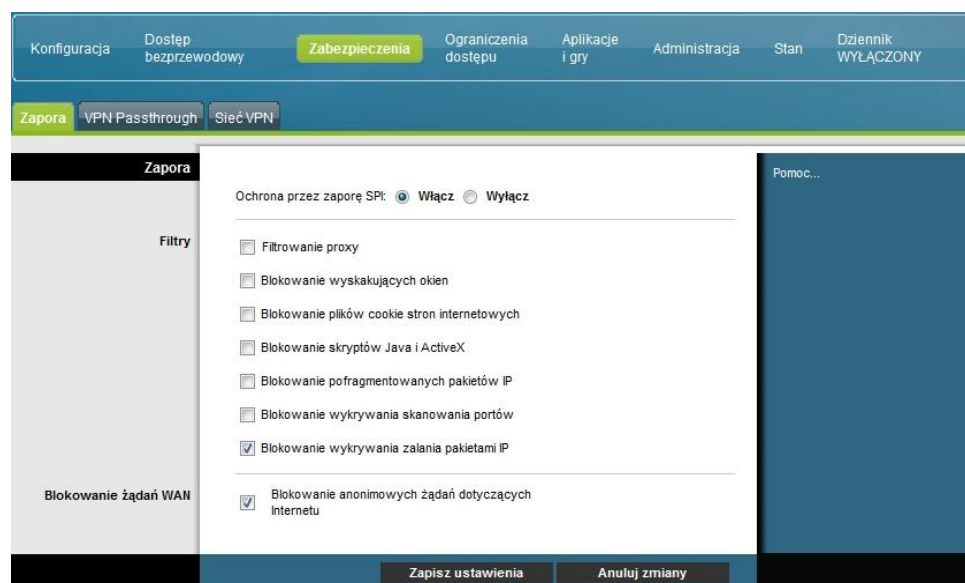 Konfiguracja
Dostęp
bezprzewodowy
Zabezpieczenia
Ograniczenia
dostępu
Aplikacje
i gry
Administracja
Stan
Dziennik
WYŁĄCZONY
Zapora
VPN Passthrough
Sieć VPN
Zapora
Pomoc...
Ochrona przez zaporę SPI: Włącz Wyłącz
Filtry
Filtrowanie proxy
Blokowanie wyskakujących okien
Blokowanie plików cookie stron internetowych
Blokowanie skryptów Java i ActiveX
Blokowanie pofragmentowanych pakietów IP
Blokowanie wykrywania skanowania portów
Blokowanie wykrywania zalania pakietami IP
Blokowanie żądań WAN
Blokowanie anonimowych żądań dotyczących
Internetu
Zapisz ustawienia
Anuluj zmiany